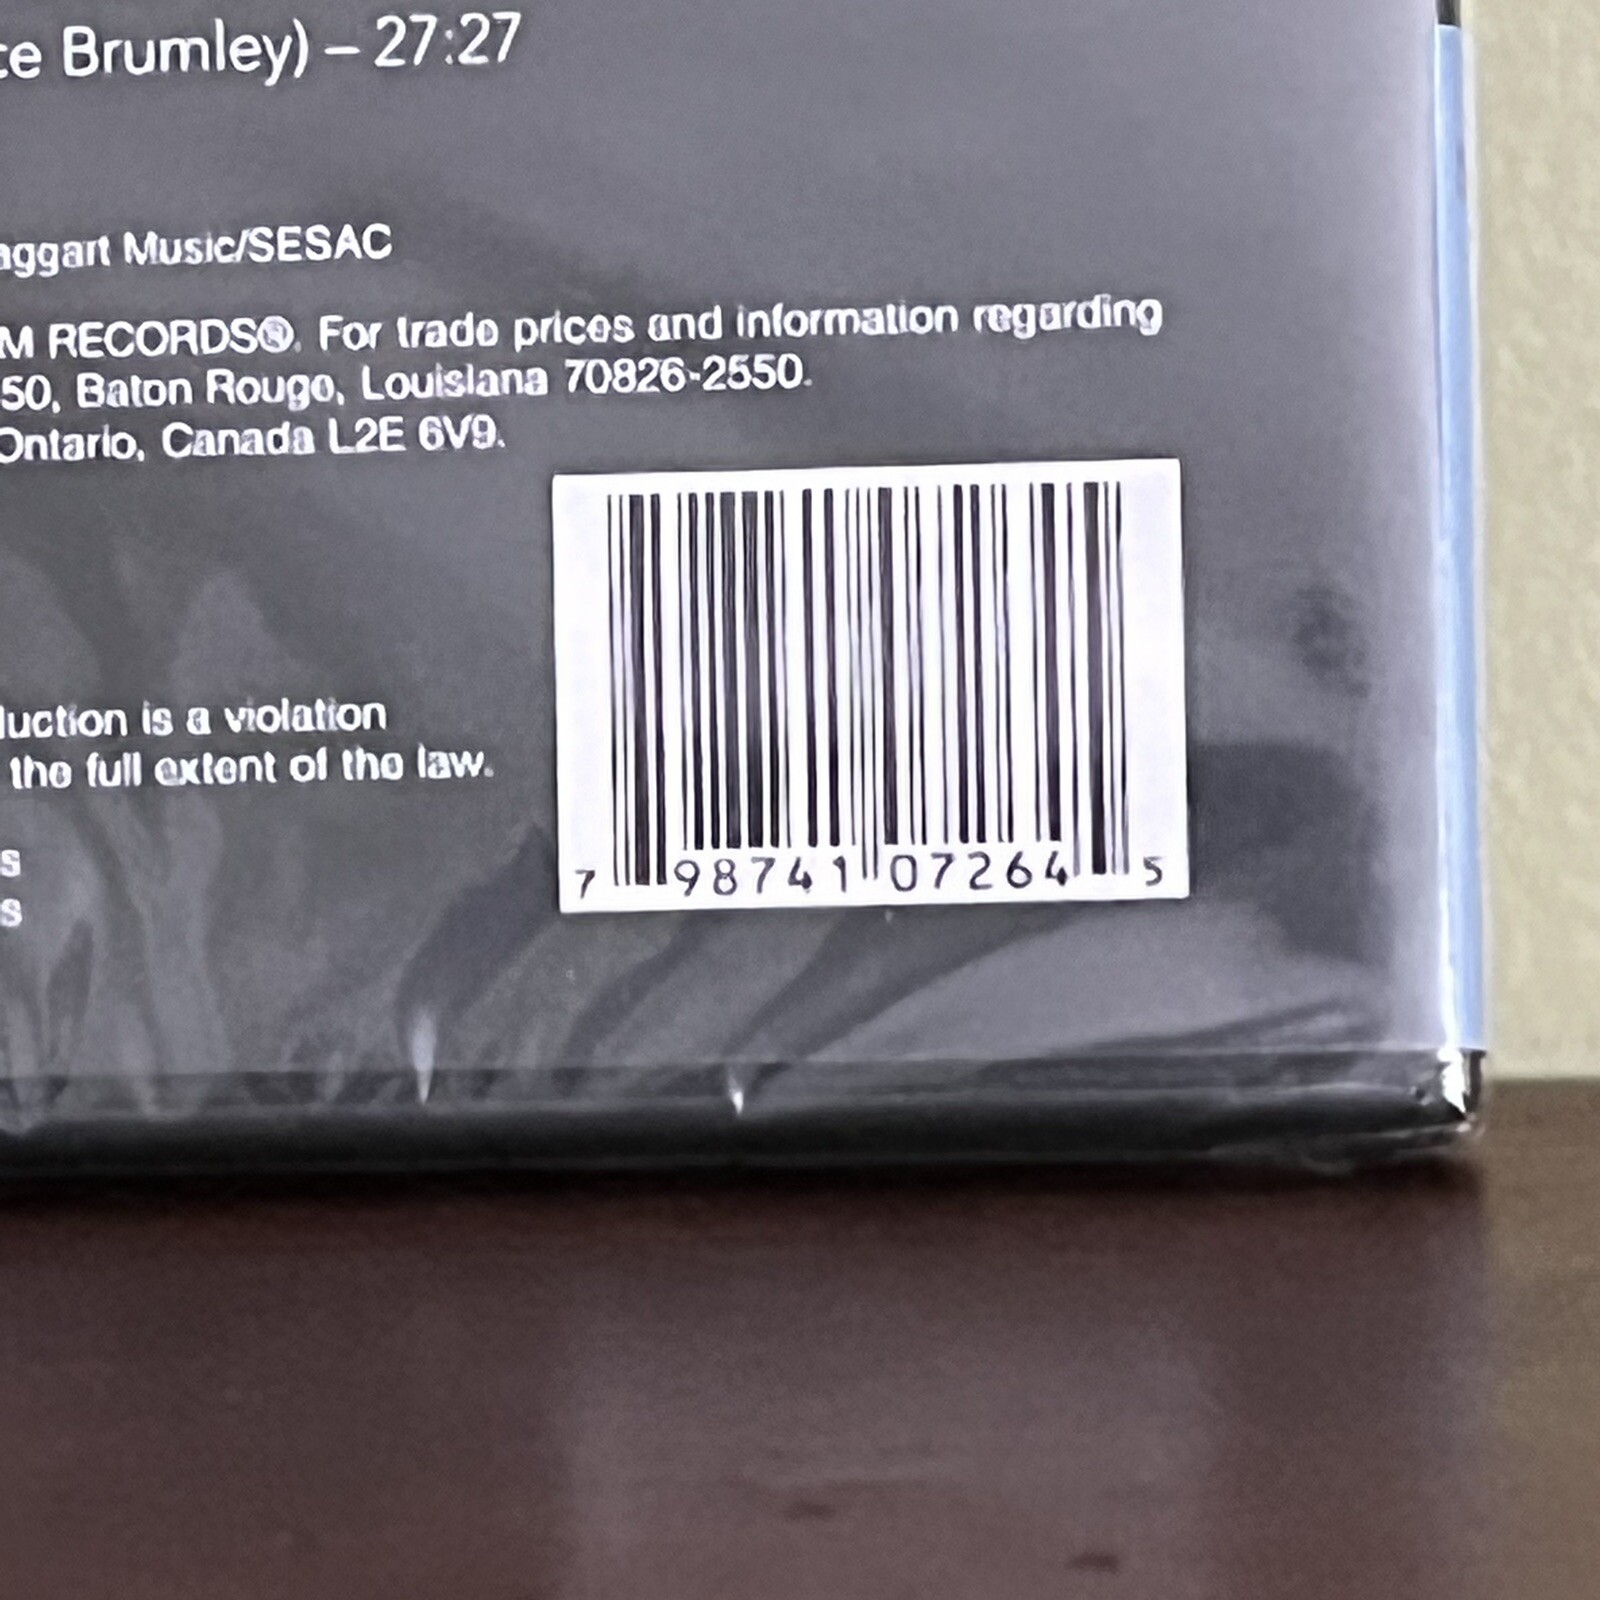 ce Brumley) – 27:27
aggart Music/SESAC
M RECORDS®. For trade prices and information regarding
50, Baton Rouge, Louisiana 70826-2550.
Ontario, Canada L2E 6V9.
duction is a violation
the full extent of the law.
s
s
7 98741 07264 5